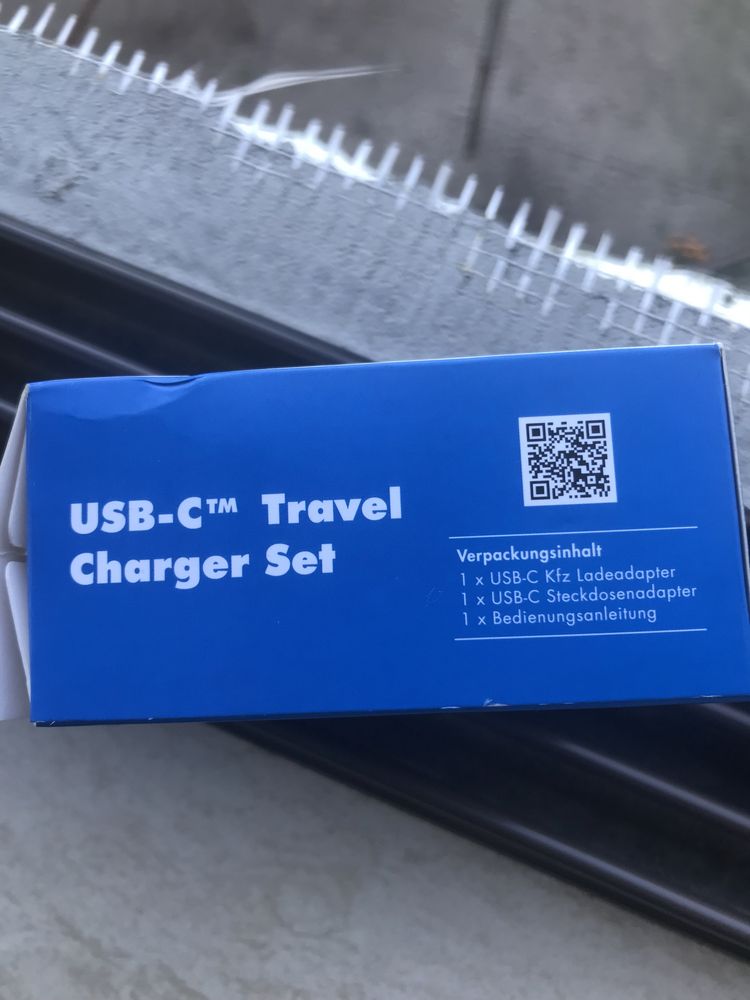 USB-C™ Travel
Charger Set
Verpackungsinhalt
1 x USB-C Kfz Ladeadapter
1 x USB-C Steckdosenadapter
1 x Bedienungsanleitung